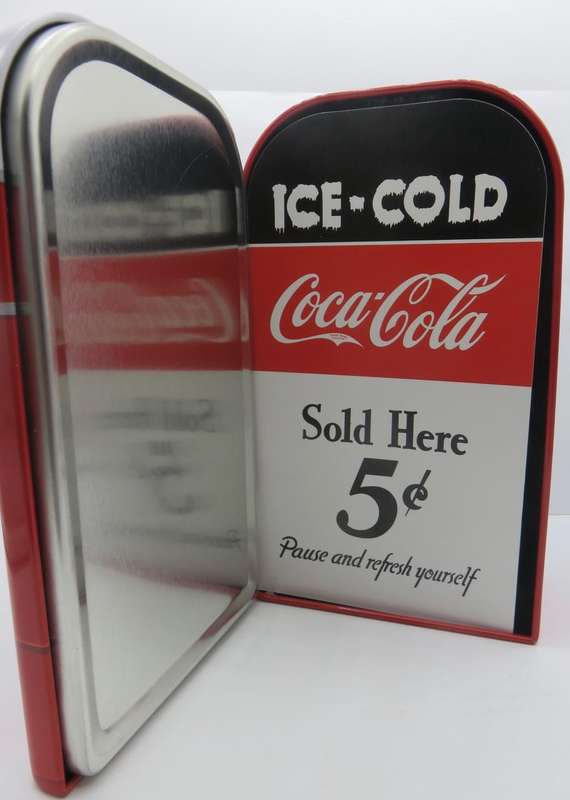 ICE-COLD
Coca-Cola
Sold Here
5¢
Pause and refresh yourself